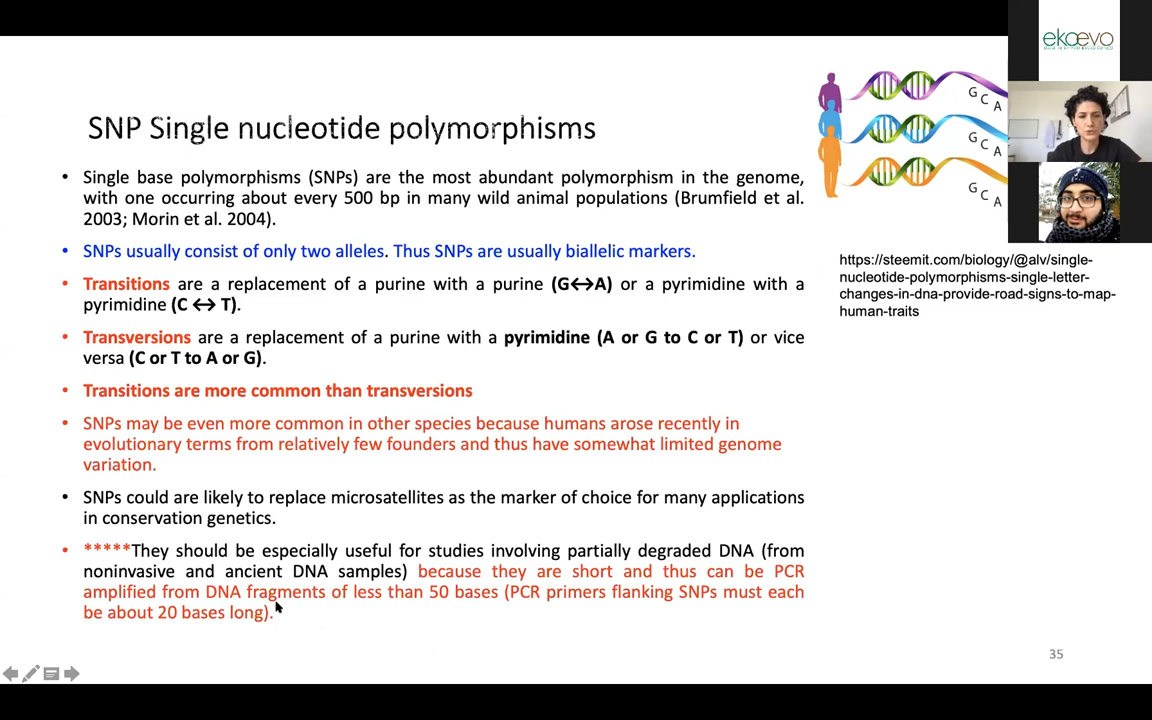 ekoevo
SNP Single nucleotide polymorphisms
G C A
G C A
G C A
• Single base polymorphisms (SNPs) are the most abundant polymorphism in the genome,
with one occurring about every 500 bp in many wild animal populations (Brumfield et al.
2003; Morin et al. 2004).
• SNPs usually consist of only two alleles. Thus SNPs are usually biallelic markers.
• Transitions are a replacement of a purine with a purine (G↔A) or a pyrimidine with a
pyrimidine (C ↔ T).
• Transversions are a replacement of a purine with a pyrimidine (A or G to C or T) or vice
versa (C or T to A or G).
• Transitions are more common than transversions
• SNPs may be even more common in other species because humans arose recently in
evolutionary terms from relatively few founders and thus have somewhat limited genome
variation.
• SNPs could are likely to replace microsatellites as the marker of choice for many applications
in conservation genetics.
• *****They should be especially useful for studies involving partially degraded DNA (from
noninvasive and ancient DNA samples) because they are short and thus can be PCR
amplified from DNA fragments of less than 50 bases (PCR primers flanking SNPs must each
be about 20 bases long).
https://steemit.com/biology/@alv/single-
nucleotide-polymorphisms-single-letter-
changes-in-dna-provide-road-signs-to-map-
human-traits
35